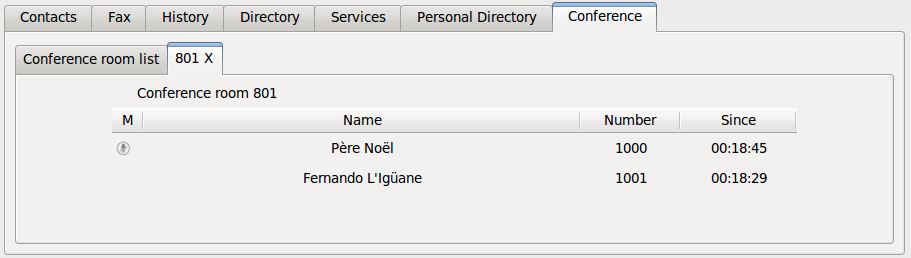 Contacts Fax History Directory Services Personal Directory Conference
Conference room list 801 X
Conference room 801
M Name Number Since
Père Noël 1000 00:18:45
Fernando L'Igüane 1001 00:18:29